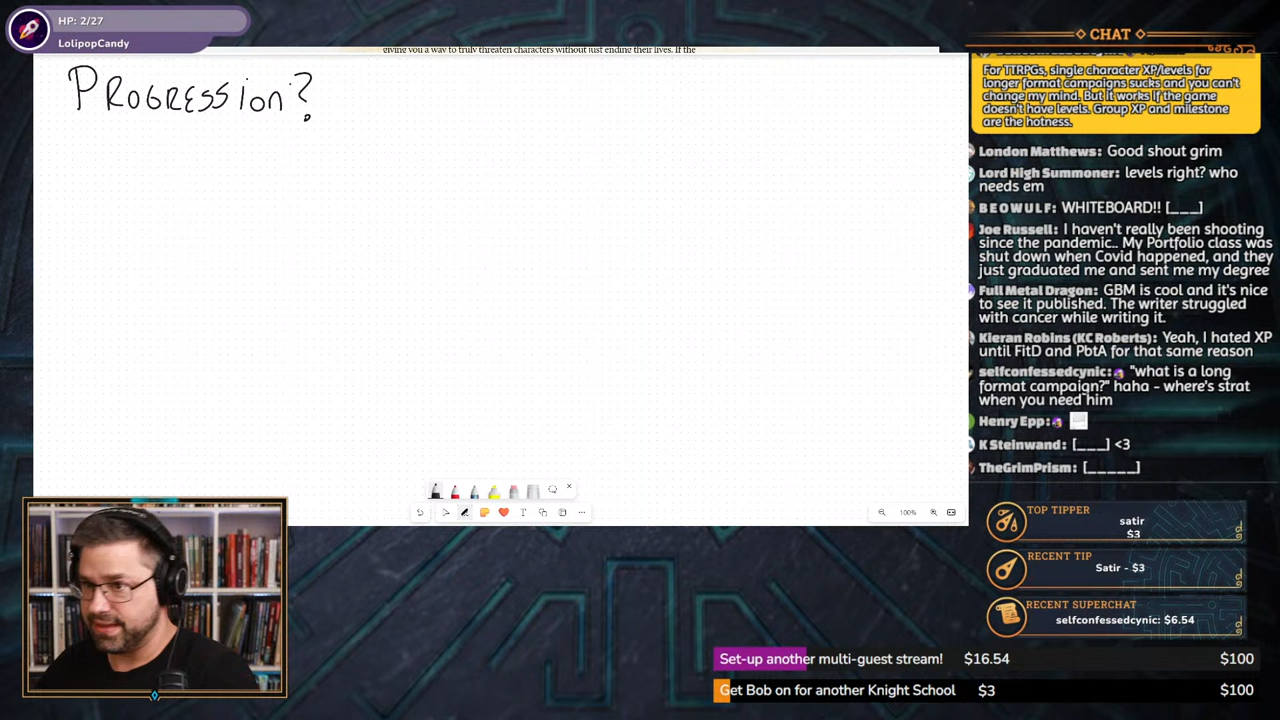 HP: 2/27
LolipopCandy
giving you a way to truly threaten characters without just ending their lives. If the
PROGRESSION?
100%
CHAT
For TTRPGs, single character XP/levels for
longer format campaigns sucks and you can't
change my mind. But it works if the game
doesn't have levels. Group XP and milestone
are the hotness.
London Matthews: Good shout grim
Lord High Summoner: levels right? who
needs em
BEOWULF: WHITEBOARD!! [___]
Joe Russell: I haven't really been shooting
since the pandemic.. My Portfolio class was
shut down when Covid happened, and they
just graduated me and sent me my degree
Full Metal Dragon: GBM is cool and it's nice
to see it published. The writer struggled
with cancer while writing it.
Kieran Robins (KC Roberts): Yeah, I hated XP
until FitD and PbtA for that same reason
selfconfessedcynic: "what is a long
format campaign?" haha - where's strat
when you need him
Henry Epp:
K Steinwand: [___] <3
TheGrimPrism: [_____]
TOP TIPPER
satir
$3
RECENT TIP
Satir - $3
RECENT SUPERCHAT
selfconfessedcynic: $6.54
Set-up another multi-guest stream! $16.54 $100
Get Bob on for another Knight School $3 $100